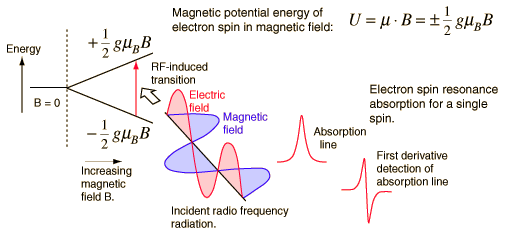 Magnetic potential energy of
electron spin in magnetic field:
U = μ · B = ± 1/2 gμ_B B
Energy
+ 1/2 gμ_B B
RF-induced
transition
B = 0
− 1/2 gμ_B B
Increasing
magnetic
field B.
Electric
field
Magnetic
field
Incident radio frequency
radiation.
Electron spin resonance
absorption for a single
spin.
Absorption
line
First derivative
detection of
absorption line